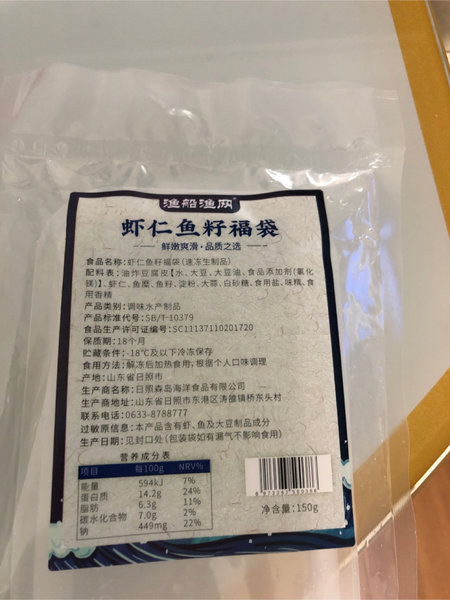 渔船渔网
虾仁鱼籽福袋
鲜嫩爽滑·品质之选
食品名称:虾仁鱼籽福袋(速冻生制品)
配料表:油炸豆腐皮【水、大豆、大豆油、食品添加剂(氯化
镁)】、虾仁、鱼糜、鱼籽、淀粉、大蒜、白砂糖、食用盐、味精、食
用香精
产品类别:调味水产制品
产品标准代号:SB/T-10379
食品生产许可证编号:SC11137110201720
保质期:18个月
贮藏条件:-18℃及以下冷冻保存
食用方法:解冻后加热食用,根据个人口味调理
产地:山东省日照市
生产商名称:日照森岛海洋食品有限公司
生产商地址:山东省日照市东港区涛雒镇桥东头村
联系电话:0633-8788777
过敏原信息:本产品含有虾、鱼及大豆制品成分
生产日期:见封口处(包装袋如有漏气不影响食用)
营养成分表
项目 每100g NRV%
能量 594kJ 7%
蛋白质 14.2g 24%
脂肪 6.3g 11%
碳水化合物 7.0g 2%
钠 449mg 22%
净含量:150g